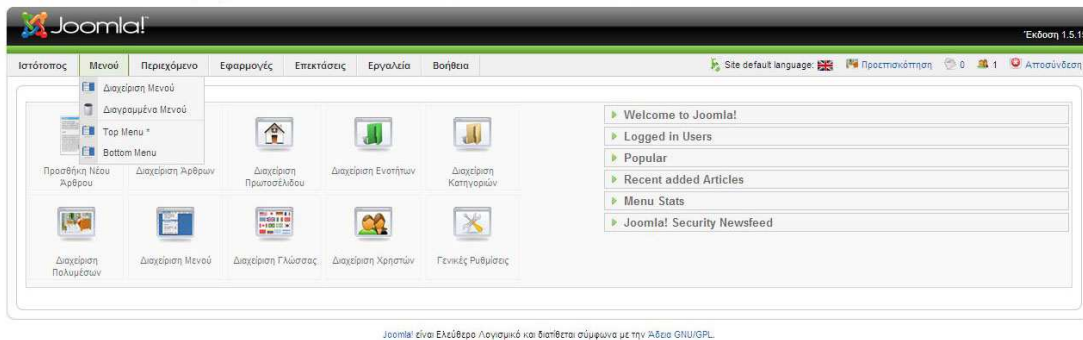 Joomla!
Έκδοση 1.5.15
Ιστότοπος Μενού Περιεχόμενο Εφαρμογές Επεκτάσεις Εργαλεία Βοήθεια Site default language: Προεπισκόπηση 0 1 Αποσύνδεση
Διαχείριση Μενού
Διαγραμμένα Μενού
Top Menu *
Bottom Menu
Προσθήκη Νέου Άρθρου
Διαχείριση Άρθρων
Διαχείριση Πρωτοσέλιδου
Διαχείριση Ενοτήτων
Διαχείριση Κατηγοριών
Διαχείριση Πολυμέσων
Διαχείριση Μενού
Διαχείριση Γλώσσας
Διαχείριση Χρηστών
Γενικές Ρυθμίσεις
Welcome to Joomla!
Logged in Users
Popular
Recent added Articles
Menu Stats
Joomla! Security Newsfeed
Joomla! είναι Ελεύθερο Λογισμικό και διατίθεται σύμφωνα με την Άδεια GNU/GPL.